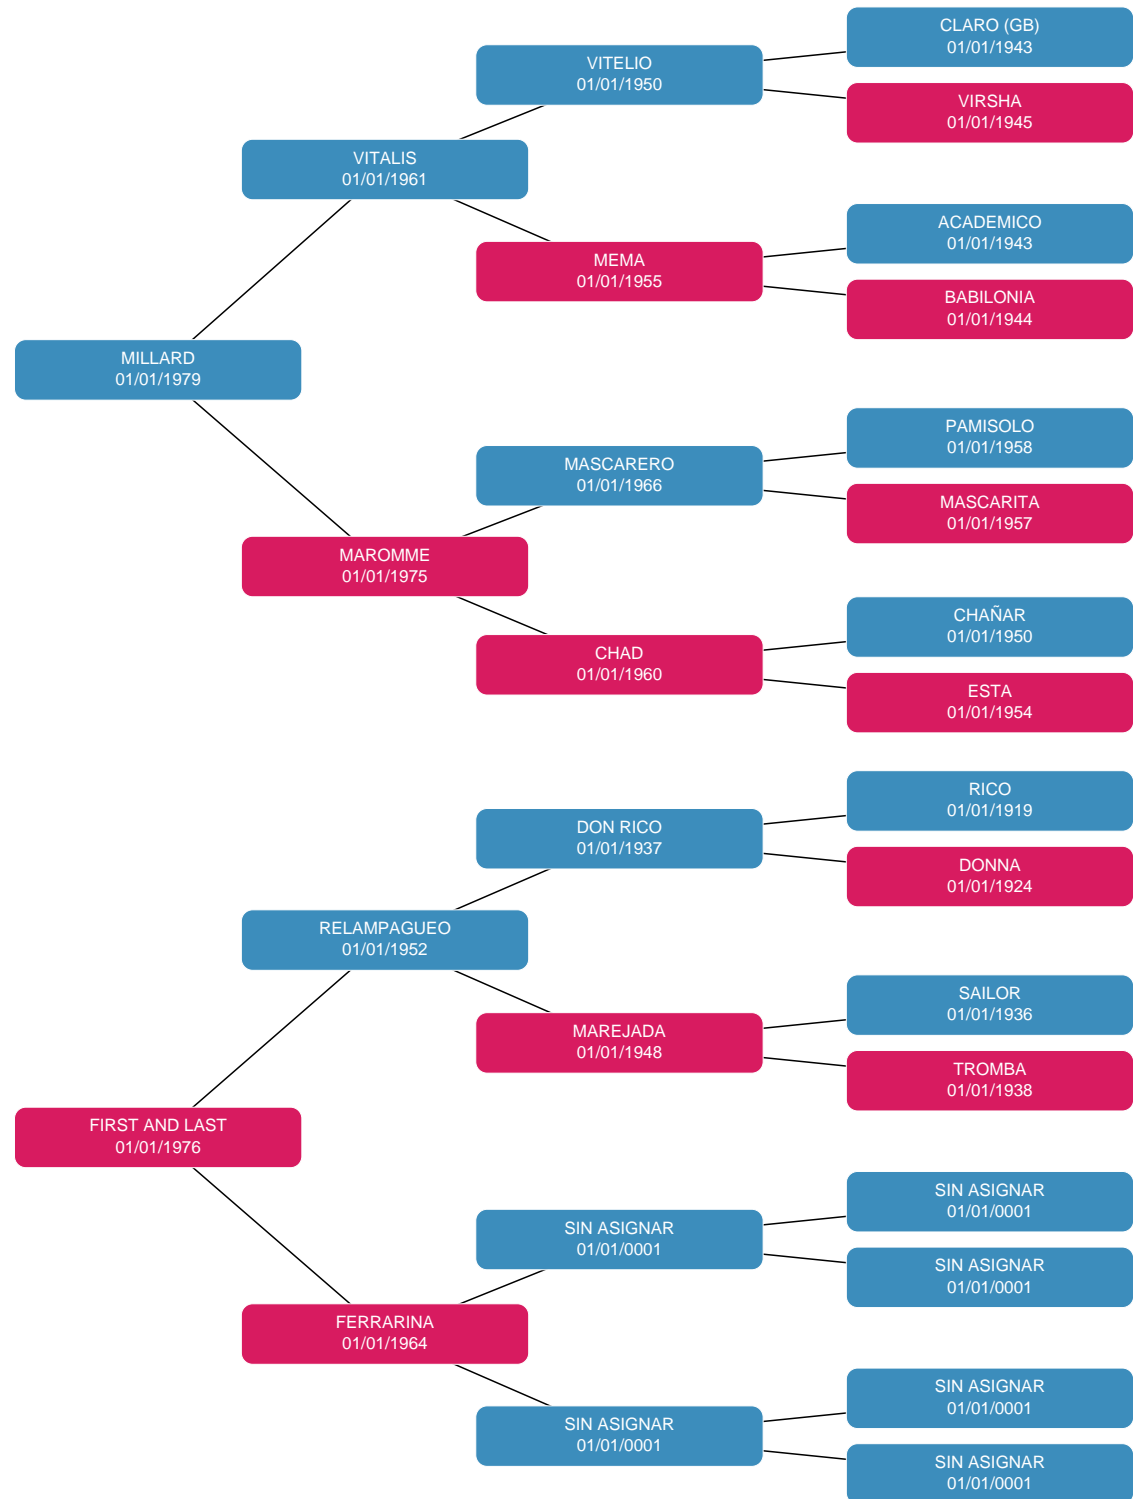 CLARO (GB)
01/01/1943
VITELIO
01/01/1950
VIRSHA
01/01/1945
VITALIS
01/01/1961
ACADEMICO
01/01/1943
MEMA
01/01/1955
BABILONIA
01/01/1944
MILLARD
01/01/1979
PAMISOLO
01/01/1958
MASCARERO
01/01/1966
MASCARITA
01/01/1957
MAROMME
01/01/1975
CHAÑAR
01/01/1950
CHAD
01/01/1960
ESTA
01/01/1954
RICO
01/01/1919
DON RICO
01/01/1937
DONNA
01/01/1924
RELAMPAGUEO
01/01/1952
SAILOR
01/01/1936
MAREJADA
01/01/1948
TROMBA
01/01/1938
FIRST AND LAST
01/01/1976
SIN ASIGNAR
01/01/0001
SIN ASIGNAR
01/01/0001
SIN ASIGNAR
01/01/0001
FERRARINA
01/01/1964
SIN ASIGNAR
01/01/0001
SIN ASIGNAR
01/01/0001
SIN ASIGNAR
01/01/0001